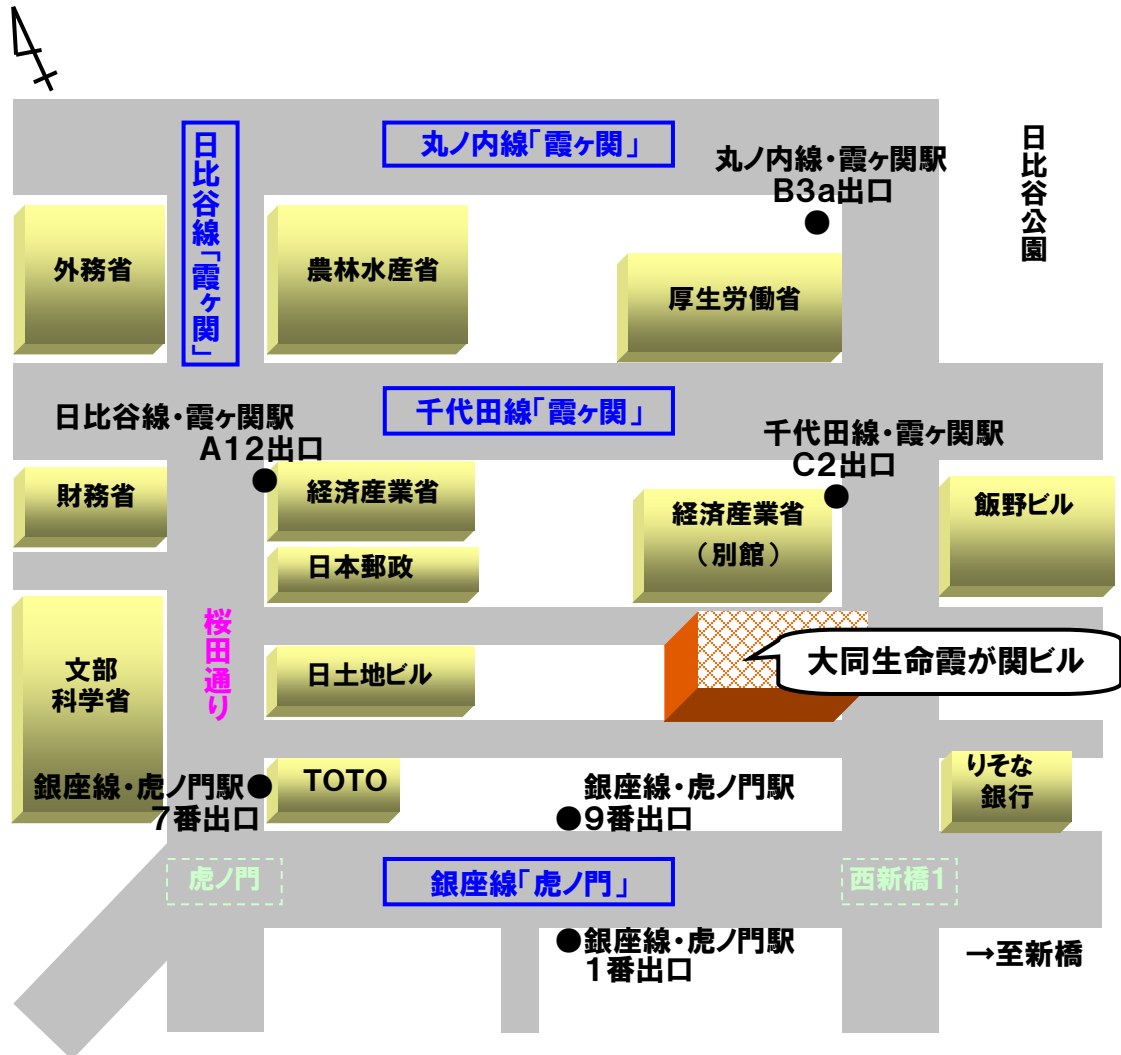 丸ノ内線「霞ヶ関」
日比谷線「霞ヶ関」
丸ノ内線・霞ヶ関駅
B3a出口
日比谷公園
外務省
農林水産省
厚生労働省
千代田線「霞ヶ関」
日比谷線・霞ヶ関駅
A12出口
千代田線・霞ヶ関駅
C2出口
財務省
経済産業省
経済産業省
（別館）
飯野ビル
日本郵政
桜田通り
文部
科学省
日土地ビル
大同生命霞が関ビル
銀座線・虎ノ門駅
7番出口
TOTO
銀座線・虎ノ門駅
9番出口
りそな
銀行
虎ノ門
銀座線「虎ノ門」
西新橋1
銀座線・虎ノ門駅
1番出口
→至新橋